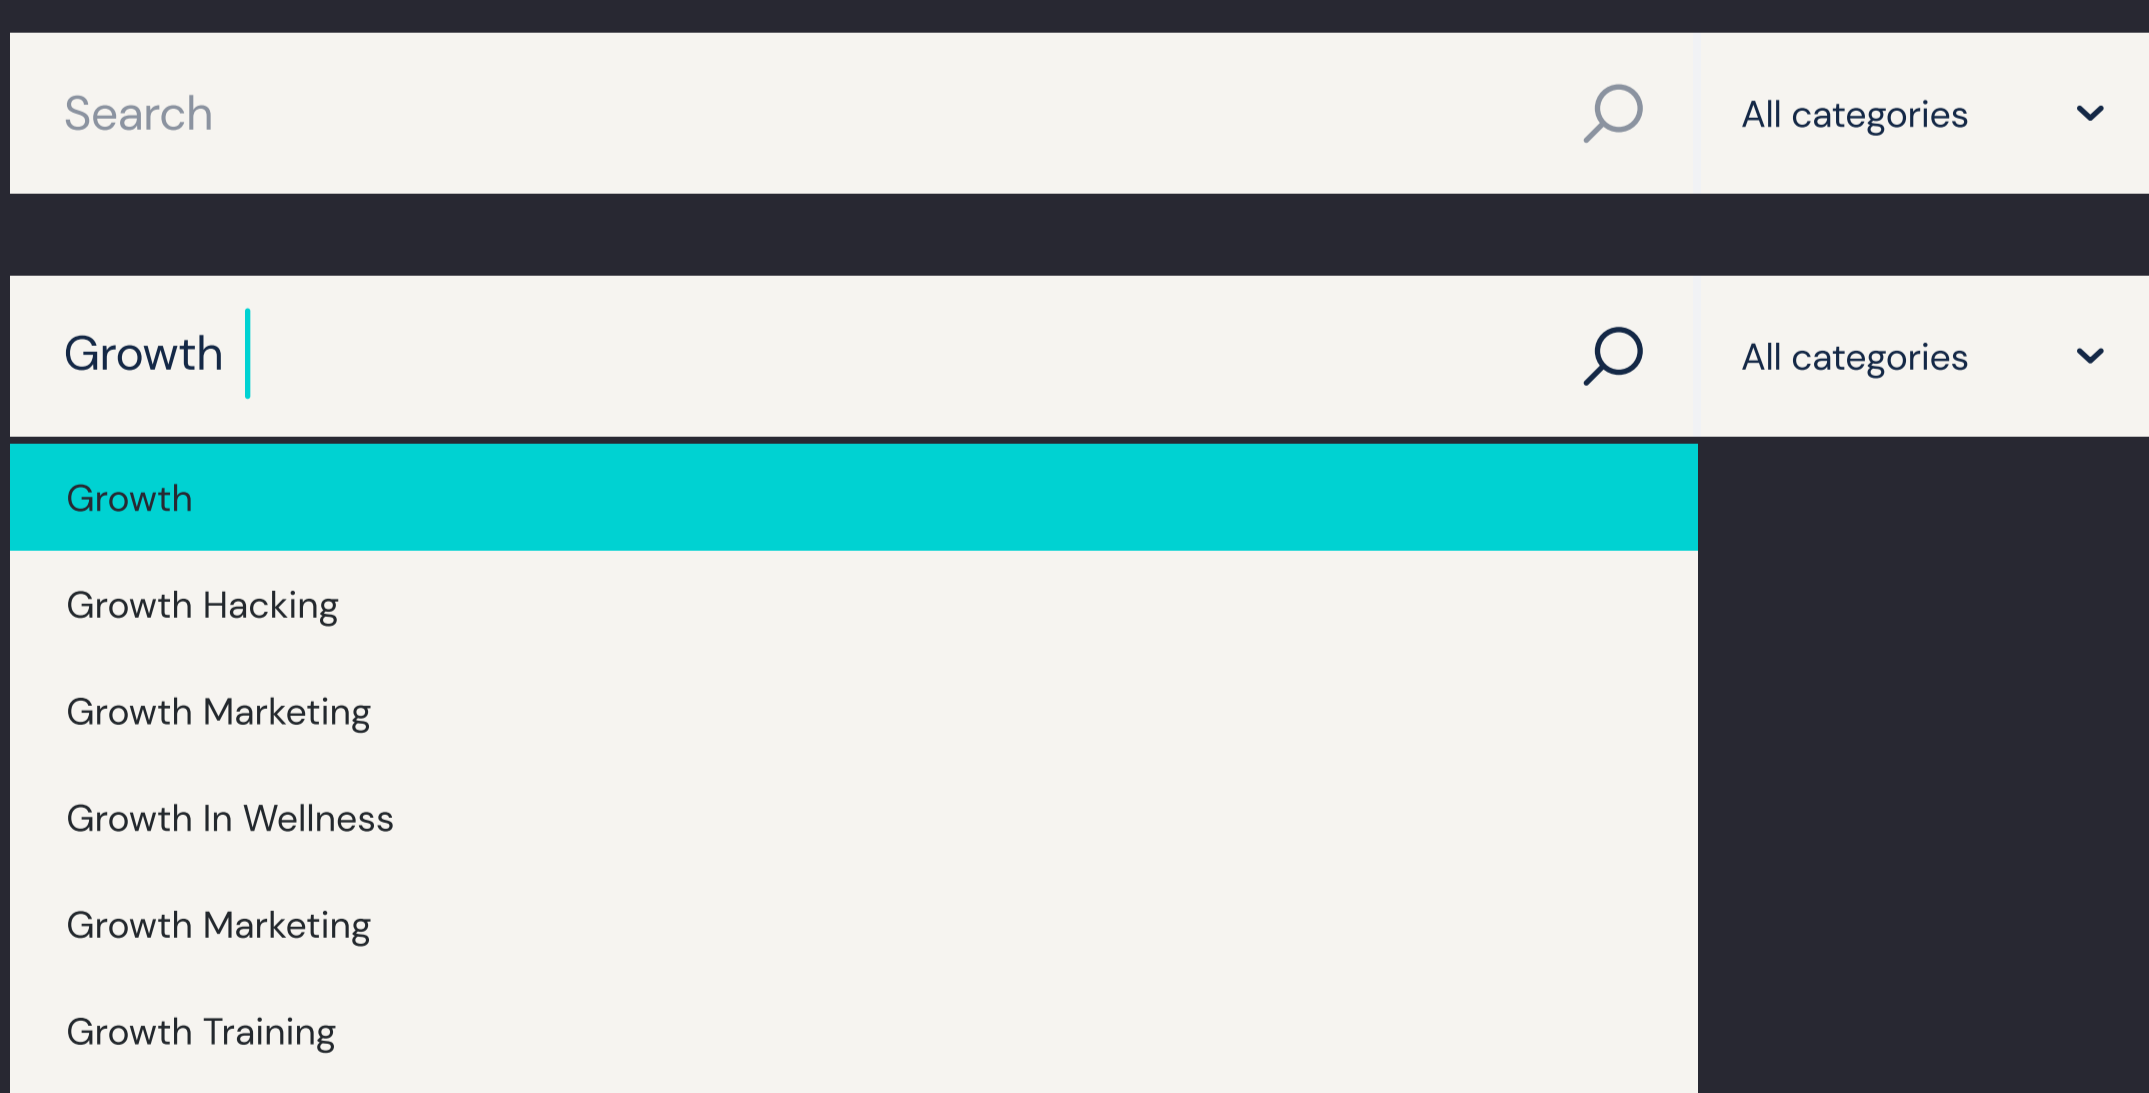 Search
All categories
Growth
All categories
Growth
Growth Hacking
Growth Marketing
Growth In Wellness
Growth Marketing
Growth Training